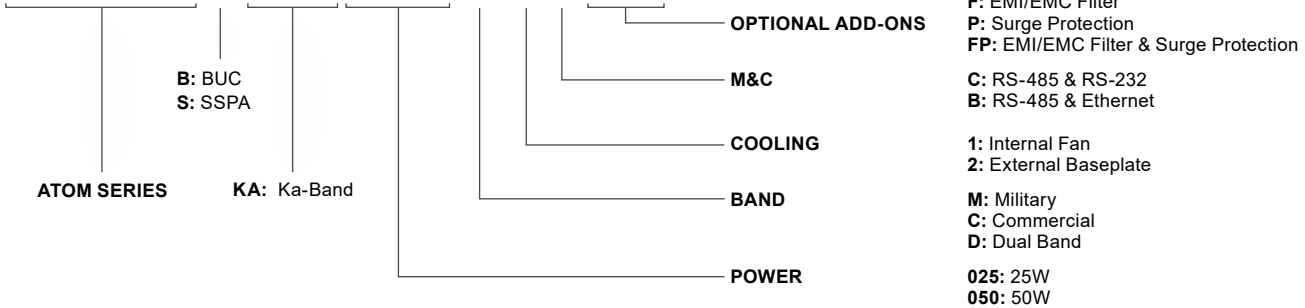 F: EMI/EMC Filter
OPTIONAL ADD-ONS
P: Surge Protection
FP: EMI/EMC Filter & Surge Protection
B: BUC
S: SSPA
M&C
C: RS-485 & RS-232
B: RS-485 & Ethernet
COOLING
1: Internal Fan
2: External Baseplate
ATOM SERIES
KA: Ka-Band
BAND
M: Military
C: Commercial
D: Dual Band
POWER
025: 25W
050: 50W